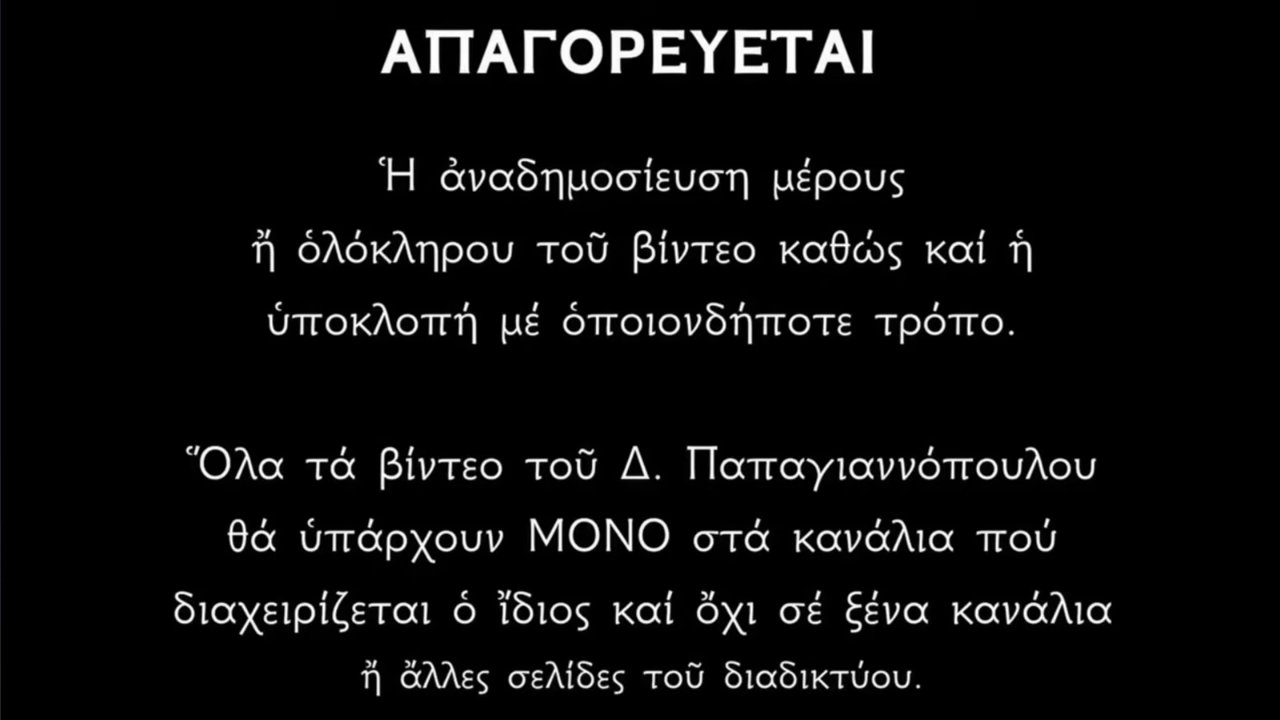 ΑΠΑΓΟΡΕΥΕΤΑΙ
Ἡ ἀναδημοσίευση μέρους
ἤ ὁλόκληρου τοῦ βίντεο καθώς καί ἡ
ὑποκλοπή μέ ὁποιονδήποτε τρόπο.
Ὅλα τά βίντεο τοῦ Δ. Παπαγιαννόπουλου
θά ὑπάρχουν ΜΟΝΟ στά κανάλια πού
διαχειρίζεται ὁ ἴδιος καί ὄχι σέ ξένα κανάλια
ἤ ἄλλες σελίδες τοῦ διαδικτύου.